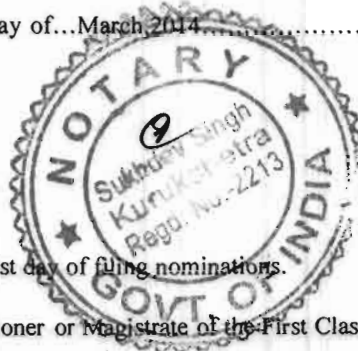 ay of...March 2014......................
NOTARY
Sukhdev Singh
Kurukshetra
Regd. No.-2213
GOVT OF INDIA
st day of filing nominations.
oner or Magistrate of the First Clas